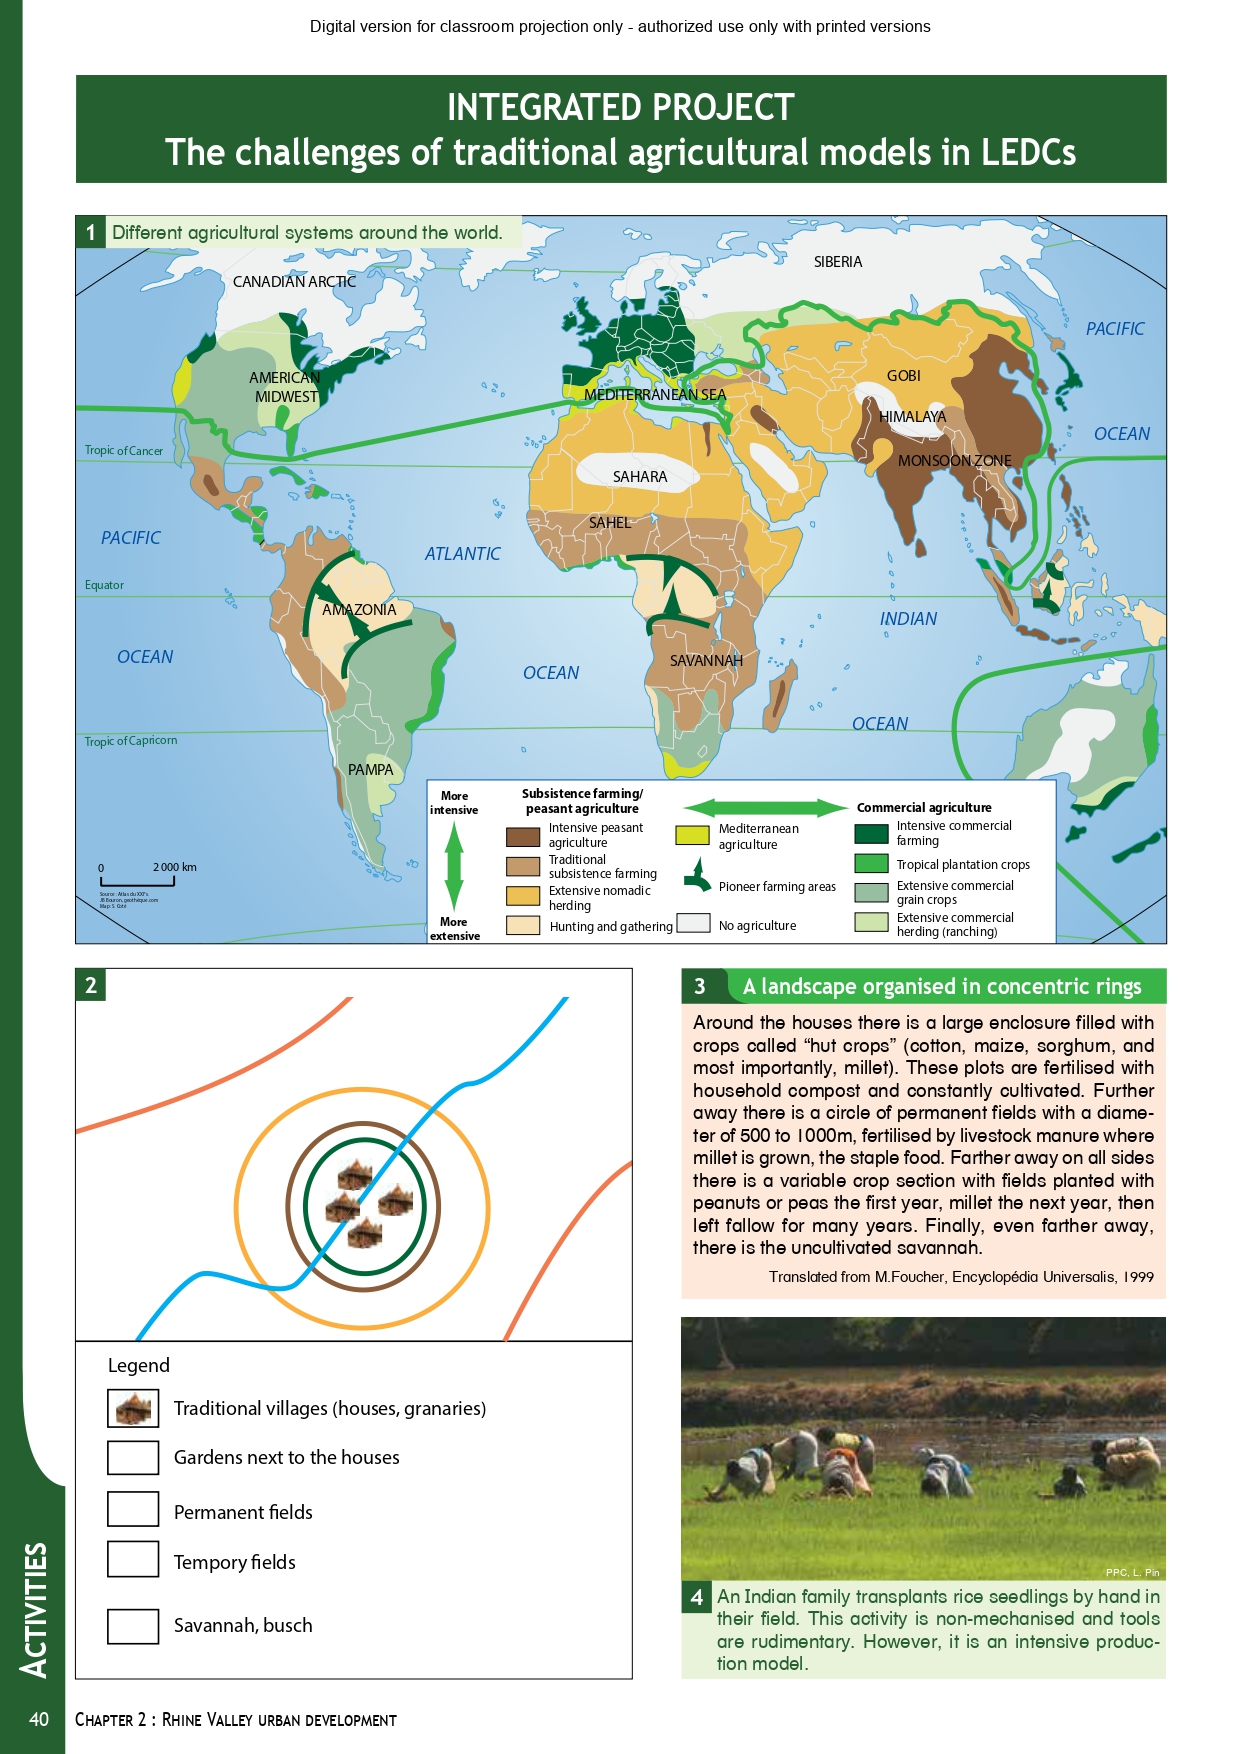 Digital version for classroom projection only - authorized use only with printed versions
INTEGRATED PROJECT
The challenges of traditional agricultural models in LEDCs
1 Different agricultural systems around the world.
CANADIAN ARCTIC
SIBERIA
PACIFIC
AMERICAN
MIDWEST
MEDITERRANEAN SEA
GOBI
HIMALAYA
OCEAN
Tropic of Cancer
MONSOON ZONE
SAHARA
SAHEL
PACIFIC
ATLANTIC
Equator
AMAZONIA
INDIAN
OCEAN
OCEAN
SAVANNAH
OCEAN
Tropic of Capricorn
PAMPA
0 2 000 km
Source : Atlas du XXIe s.
Map : S. Coté
More
intensive
More
extensive
Subsistence farming/
peasant agriculture
Intensive peasant
agriculture
Traditional
subsistence farming
Extensive nomadic
herding
Hunting and gathering
Mediterranean
agriculture
Pioneer farming areas
No agriculture
Commercial agriculture
Intensive commercial
farming
Tropical plantation crops
Extensive commercial
grain crops
Extensive commercial
herding (ranching)
2
Legend
Traditional villages (houses, granaries)
Gardens next to the houses
Permanent fields
Tempory fields
Savannah, busch
3 A landscape organised in concentric rings
Around the houses there is a large enclosure filled with
crops called “hut crops” (cotton, maize, sorghum, and
most importantly, millet). These plots are fertilised with
household compost and constantly cultivated. Further
away there is a circle of permanent fields with a diame-
ter of 500 to 1000m, fertilised by livestock manure where
millet is grown, the staple food. Farther away on all sides
there is a variable crop section with fields planted with
peanuts or peas the first year, millet the next year, then
left fallow for many years. Finally, even farther away,
there is the uncultivated savannah.
Translated from M.Foucher, Encyclopédia Universalis, 1999
PPC, L. Pin
4 An Indian family transplants rice seedlings by hand in
their field. This activity is non-mechanised and tools
are rudimentary. However, it is an intensive produc-
tion model.
ACTIVITIES
40 CHAPTER 2 : RHINE VALLEY URBAN DEVELOPMENT